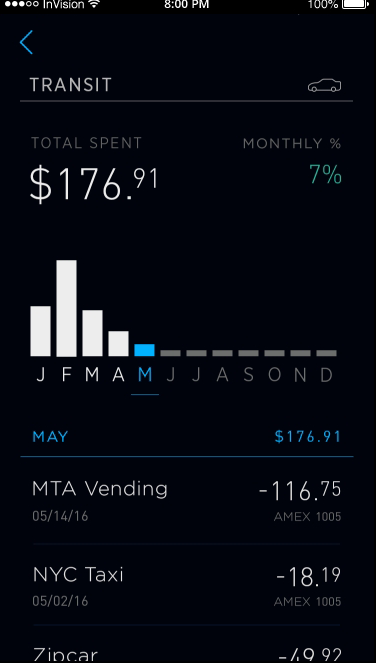 InVision 8:00 PM 100%
TRANSIT
TOTAL SPENT MONTHLY %
$176.91 7%
J F M A M J J A S O N D
MAY $176.91
MTA Vending -116.75
05/14/16 AMEX 1005
NYC Taxi -18.19
05/02/16 AMEX 1005
Zipcar -49.92